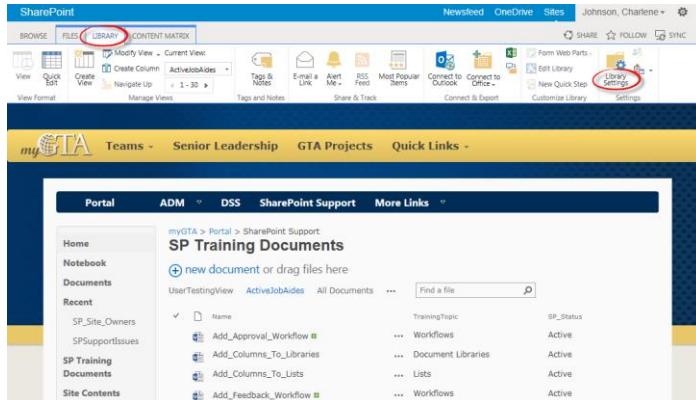 SharePoint Newsfeed OneDrive Sites Johnson, Charlene
BROWSE FILES LIBRARY CONTENT MATRIX SHARE FOLLOW SYNC
View
Quick Edit
Create View
Modify View
Create Column
Navigate Up
Current View:
ActiveJobAides
1 - 30
Tags & Notes
E-mail a Link
Alert Me
RSS Feed
Most Popular Items
Connect to Outlook
Connect to Office
Form Web Parts
Edit Library
New Quick Step
Library Settings
View Format Manage Views Tags and Notes Share & Track Connect & Export Customize Library Settings
myGTA Teams Senior Leadership GTA Projects Quick Links
Portal ADM DSS SharePoint Support More Links
Home
Notebook
Documents
Recent
SP_Site_Owners
SPSupportIssues
SP Training
Documents
Site Contents
myGTA > Portal > SharePoint Support
SP Training Documents
new document or drag files here
UserTestingView ActiveJobAides All Documents ... Find a file
Name TrainingTopic SP_Status
Add_Approval_Workflow ... Workflows Active
Add_Columns_To_Libraries ... Document Libraries Active
Add_Columns_To_Lists ... Lists Active
Add_Feedback_Workflow ... Workflows Active